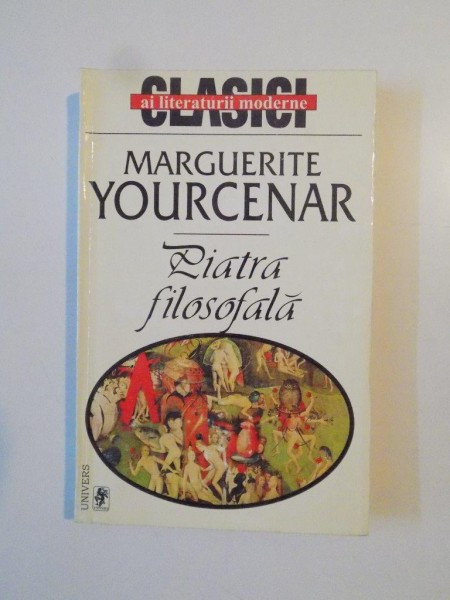 CLASICI
ai literaturii moderne
MARGUERITE
YOURCENAR
Piatra
filosofală
UNIVERS